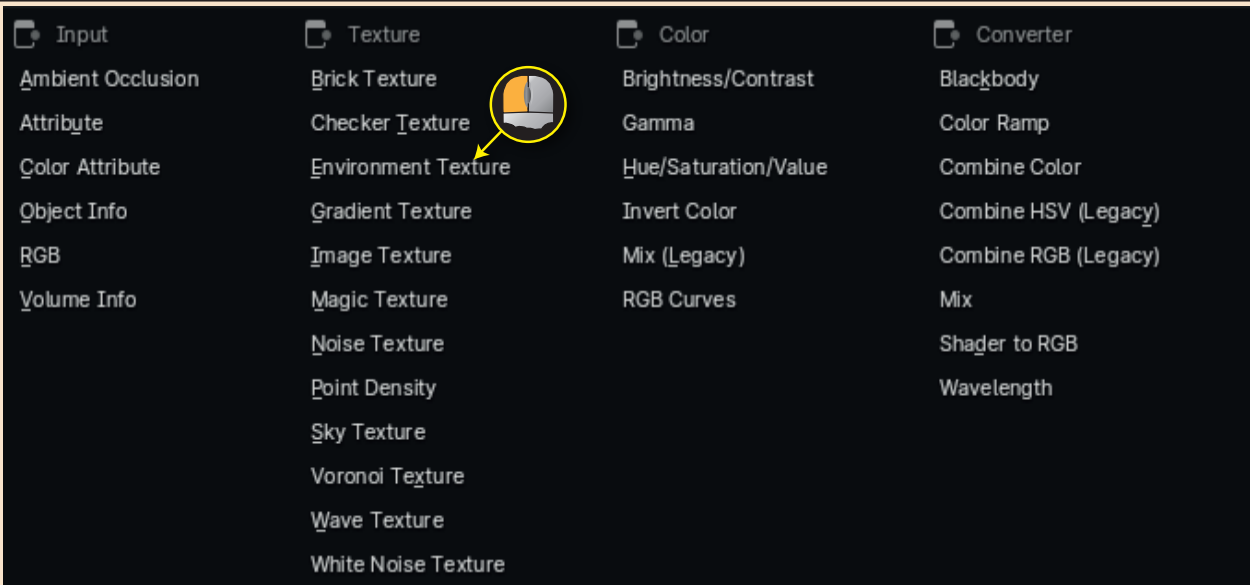 Input
Ambient Occlusion
Attribute
Color Attribute
Object Info
RGB
Volume Info
Texture
Brick Texture
Checker Texture
Environment Texture
Gradient Texture
Image Texture
Magic Texture
Noise Texture
Point Density
Sky Texture
Voronoi Texture
Wave Texture
White Noise Texture
Color
Brightness/Contrast
Gamma
Hue/Saturation/Value
Invert Color
Mix (Legacy)
RGB Curves
Converter
Blackbody
Color Ramp
Combine Color
Combine HSV (Legacy)
Combine RGB (Legacy)
Mix
Shader to RGB
Wavelength